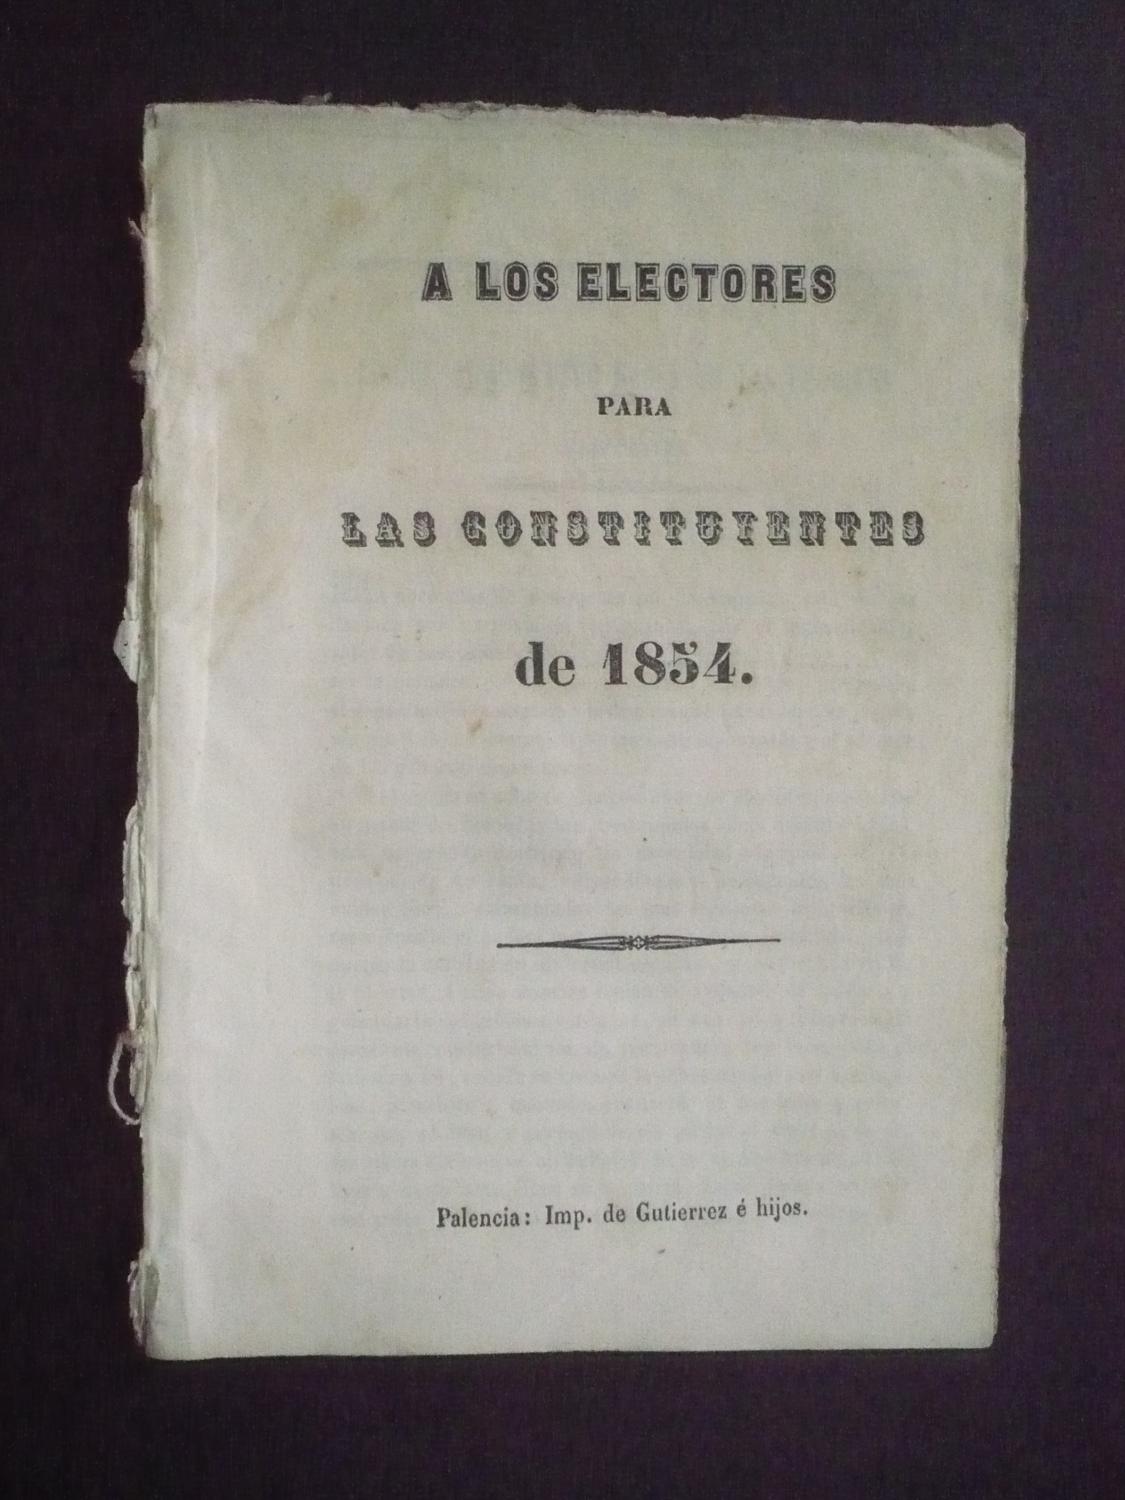 A LOS ELECTORES
PARA
LAS CONSTITUYENTES
de 1854.
Palencia: Imp. de Gutierrez é hijos.